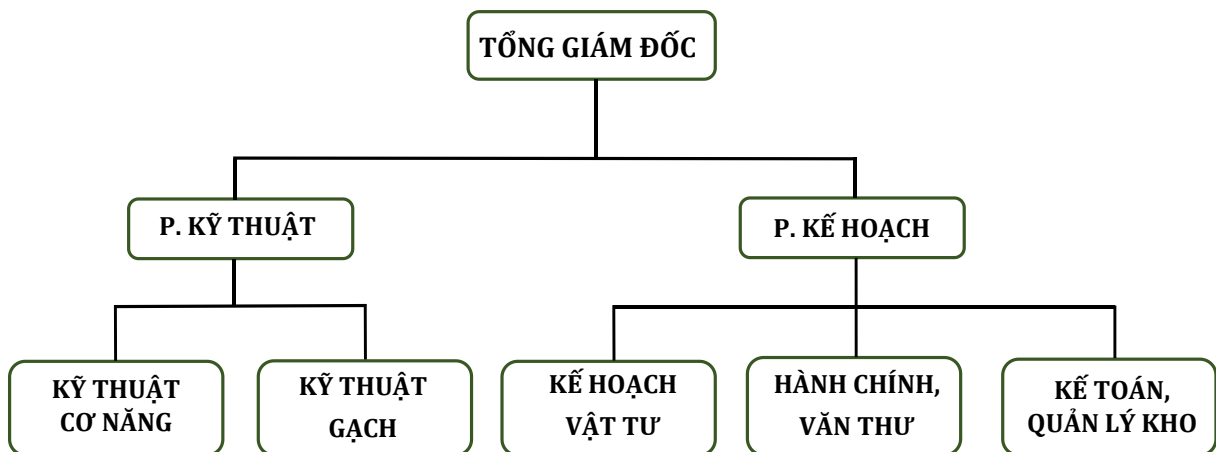 TỔNG GIÁM ĐỐC
P. KỸ THUẬT
P. KẾ HOẠCH
KỸ THUẬT
CƠ NĂNG
KỸ THUẬT
GẠCH
KẾ HOẠCH
VẬT TƯ
HÀNH CHÍNH,
VĂN THƯ
KẾ TOÁN,
QUẢN LÝ KHO